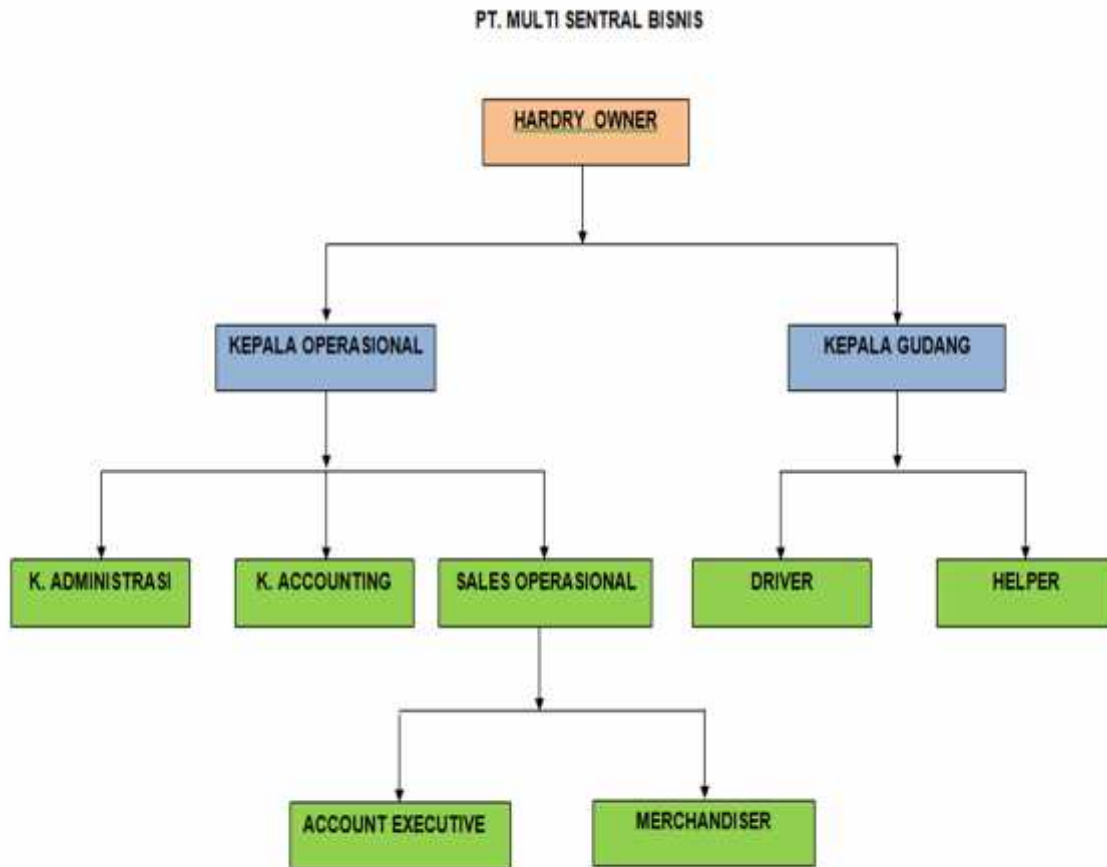 PT. MULTI SENTRAL BISNIS
HARDRY OWNER
KEPALA OPERASIONAL
KEPALA GUDANG
K. ADMINISTRASI
K. ACCOUNTING
SALES OPERASIONAL
DRIVER
HELPER
ACCOUNT EXECUTIVE
MERCHANDISER